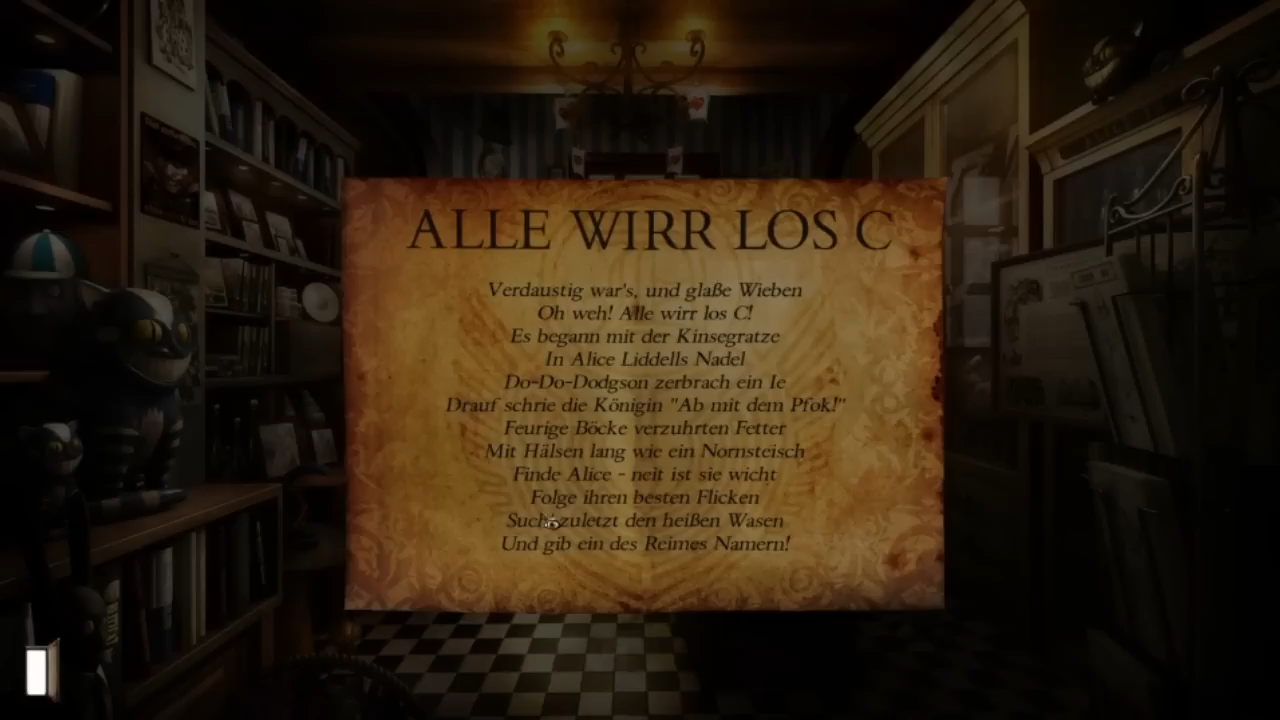 ALLE WIRR LOS C
Verdaustig war's, und glaße Wieben
Oh weh! Alle wirr los C!
Es begann mit der Kinsegratze
In Alice Liddells Nadel
Do-Do-Dodgson zerbrach ein Ie
Drauf schrie die Königin "Ab mit dem Pfok!"
Feurige Böcke verzuhrten Fetter
Mit Hälsen lang wie ein Nornsteisch
Finde Alice - neit ist sie wicht
Folge ihren besten Flicken
zuletzt den heißen Wasen
Und gib ein des Reimes Namern!